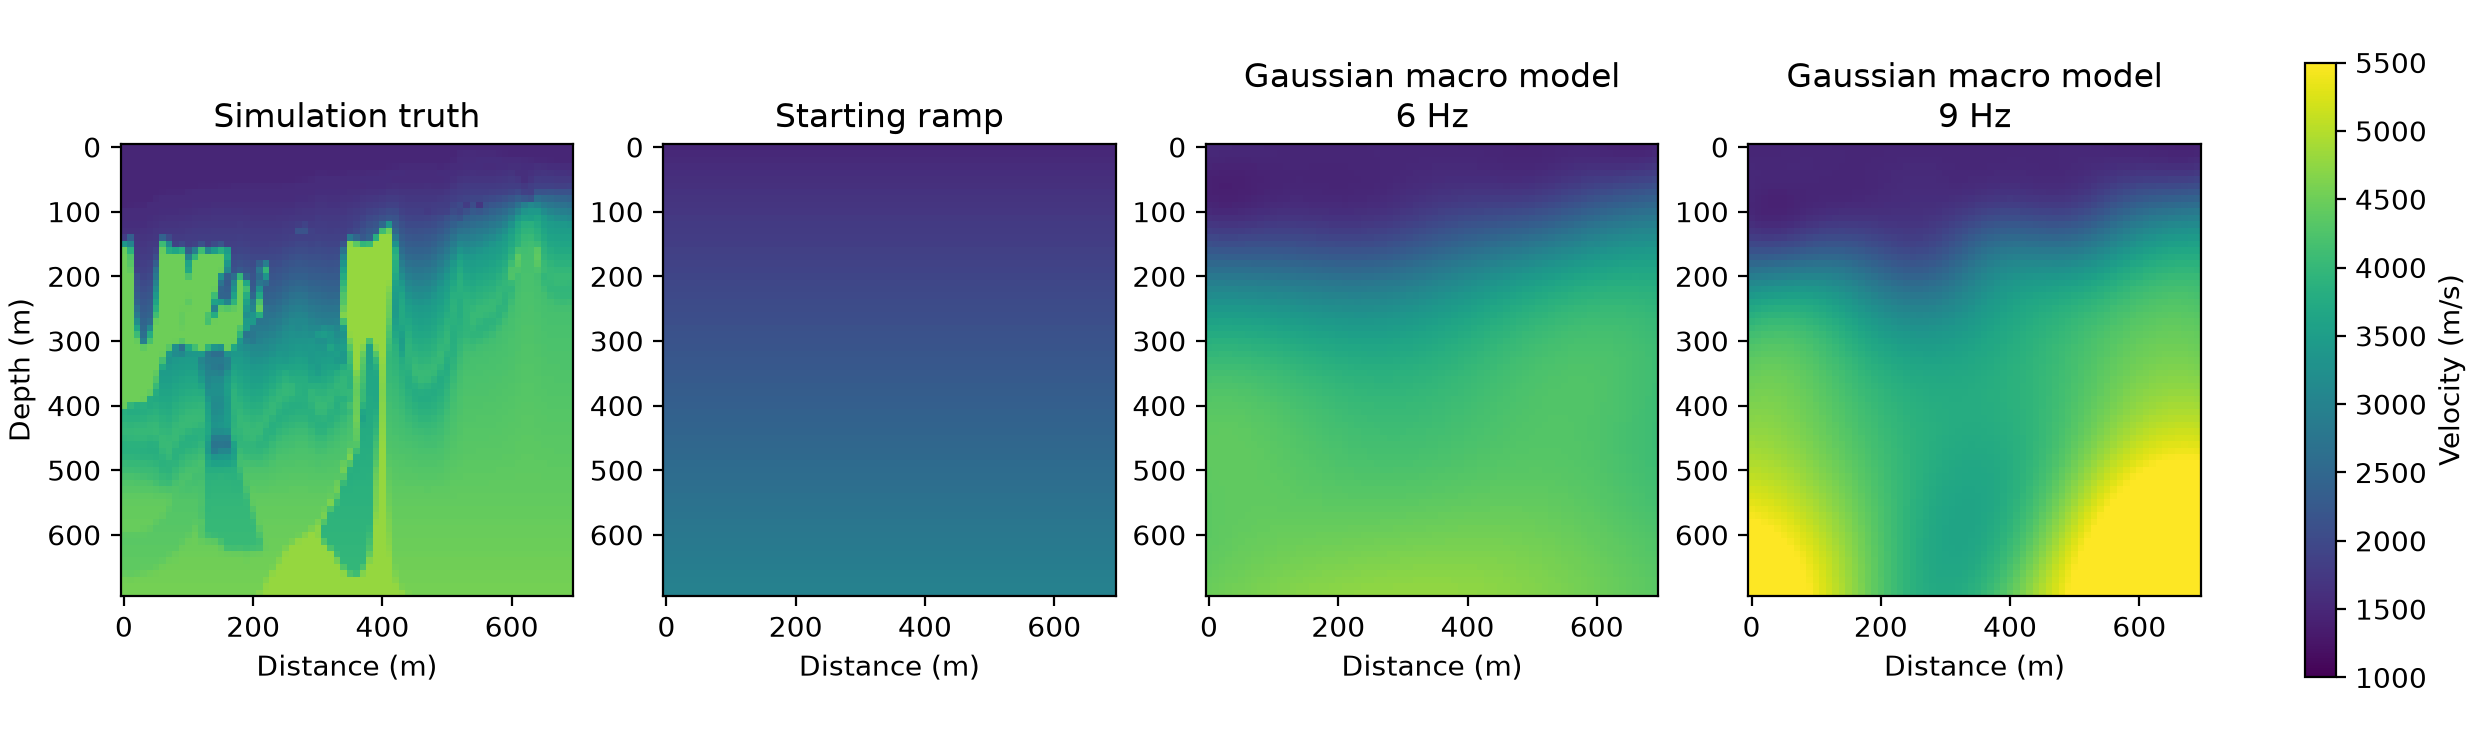 Simulation truth
Starting ramp
Gaussian macro model
6 Hz
Gaussian macro model
9 Hz
0
100
200
300
400
500
600
Depth (m)
0 200 400 600
Distance (m)
0
100
200
300
400
500
600
0 200 400 600
Distance (m)
0
100
200
300
400
500
600
0 200 400 600
Distance (m)
0
100
200
300
400
500
600
0 200 400 600
Distance (m)
5500
5000
4500
4000
3500
3000
2500
2000
1500
1000
Velocity (m/s)